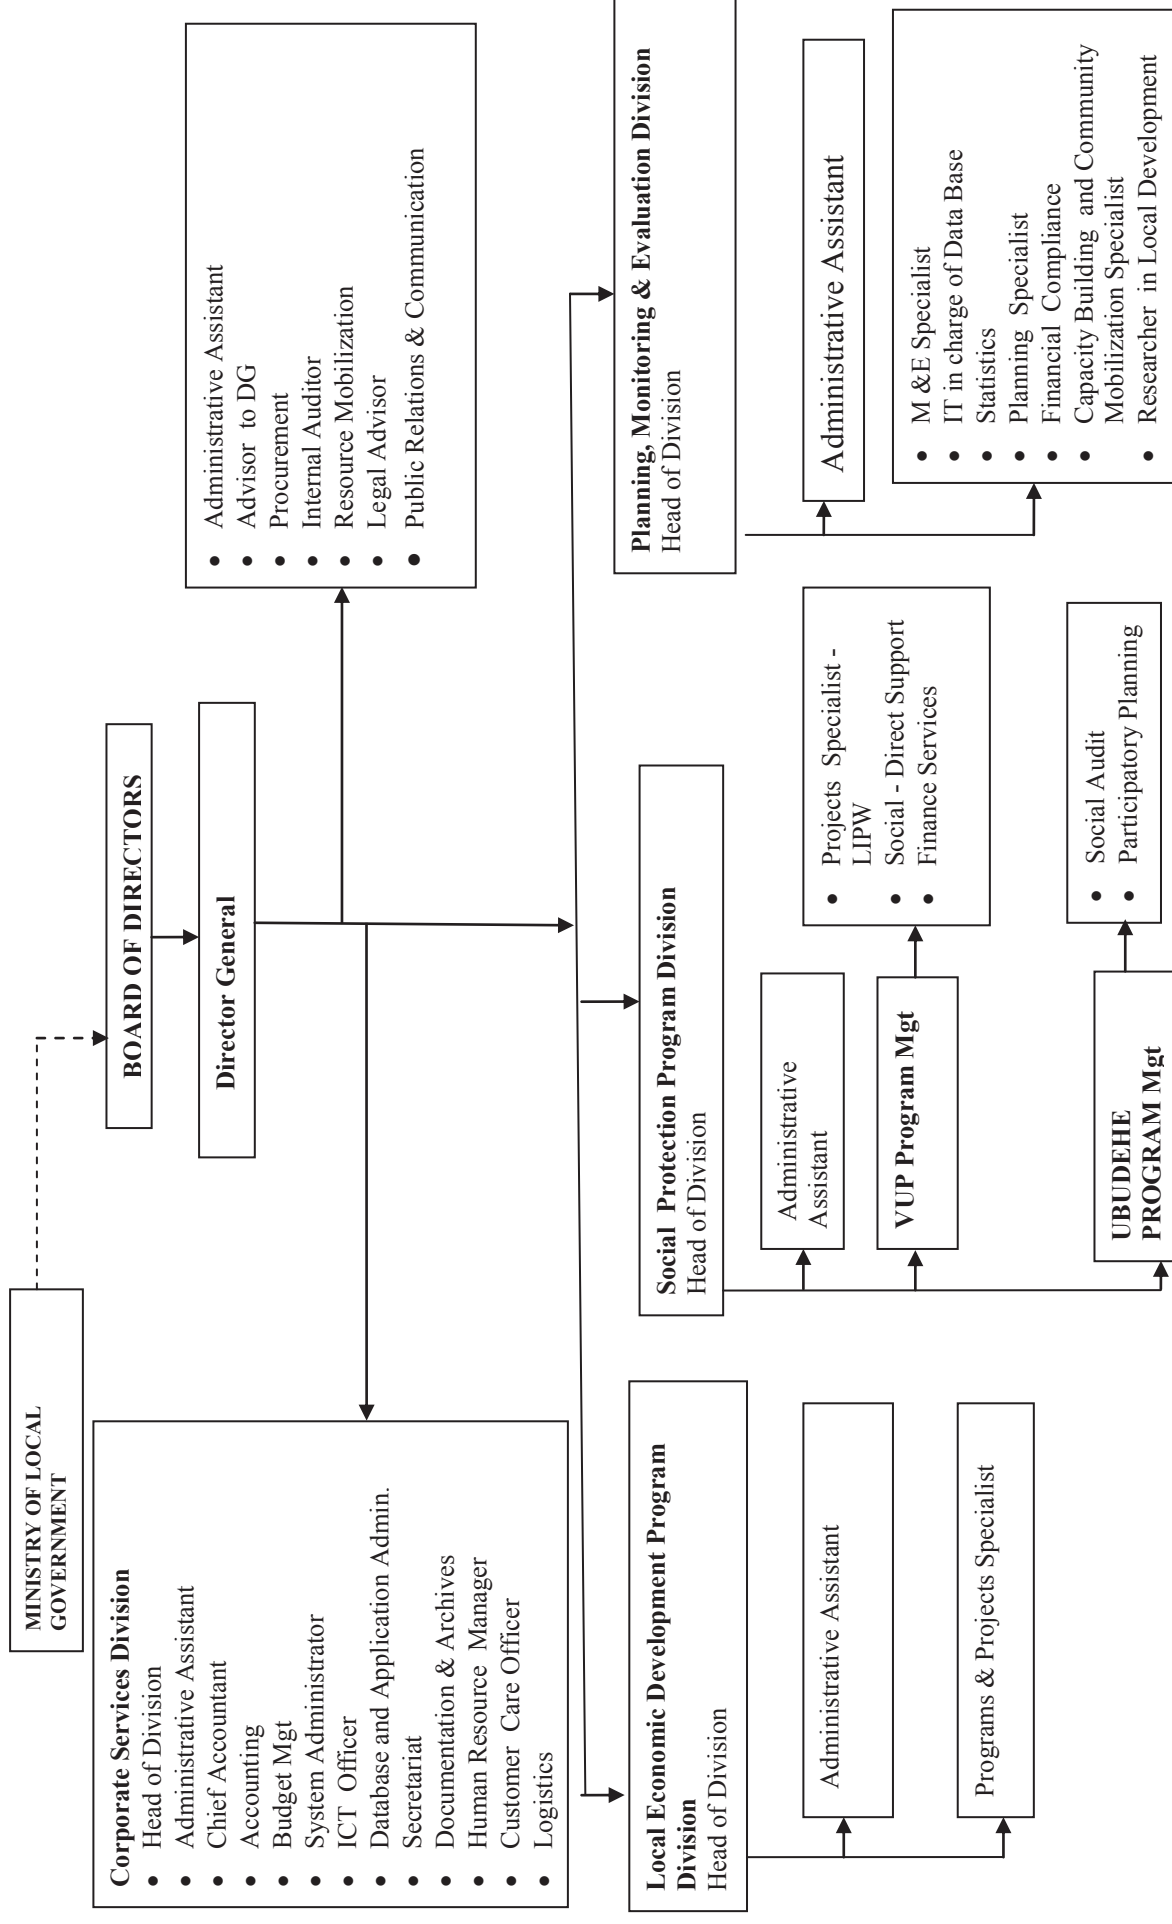 MINISTRY OF LOCAL
GOVERNMENT
BOARD OF DIRECTORS
Director General
Corporate Services Division
• Head of Division
• Administrative Assistant
• Chief Accountant
• Accounting
• Budget Mgt
• System Administrator
• ICT Officer
• Database and Application Admin.
• Secretariat
• Documentation & Archives
• Human Resource Manager
• Customer Care Officer
• Logistics
• Administrative Assistant
• Advisor to DG
• Procurement
• Internal Auditor
• Resource Mobilization
• Legal Advisor
• Public Relations & Communication
Local Economic Development Program
Division
Head of Division
Administrative Assistant
Programs & Projects Specialist
Social Protection Program Division
Head of Division
Administrative
Assistant
VUP Program Mgt
• Projects Specialist -
LIPW
• Social - Direct Support
• Finance Services
UBUDEHE
PROGRAM Mgt
• Social Audit
• Participatory Planning
Planning, Monitoring & Evaluation Division
Head of Division
Administrative Assistant
• M &E Specialist
• IT in charge of Data Base
• Statistics
• Planning Specialist
• Financial Compliance
• Capacity Building and Community
Mobilization Specialist
• Researcher in Local Development